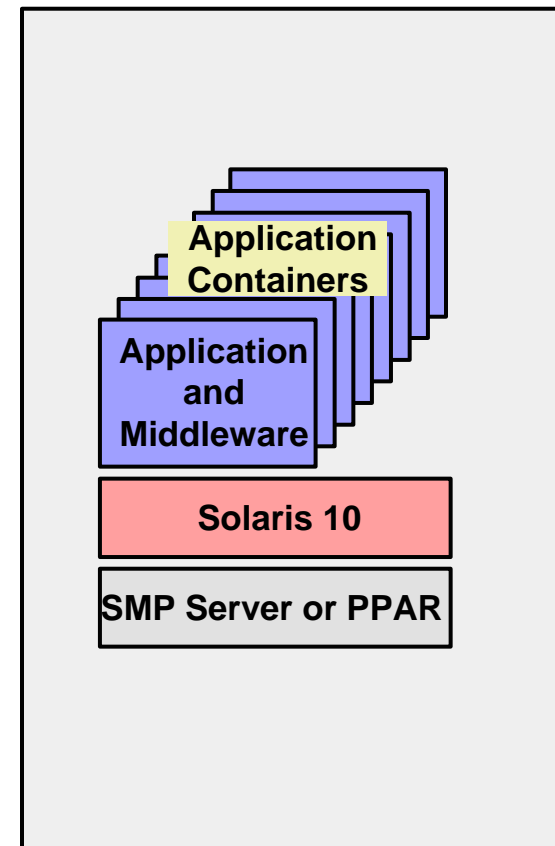 Application
Containers
Application
and
Middleware
Solaris 10
SMP Server or PPAR